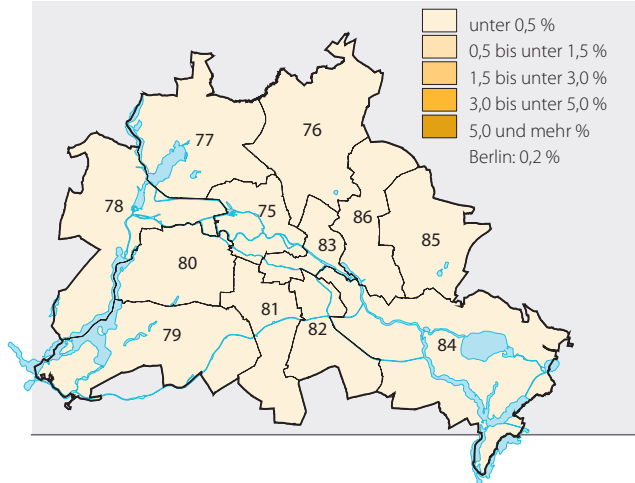 unter 0,5 %
0,5 bis unter 1,5 %
1,5 bis unter 3,0 %
3,0 bis unter 5,0 %
5,0 und mehr %
Berlin: 0,2 %
76
77
78
75
86
83
85
80
81
79
82
84